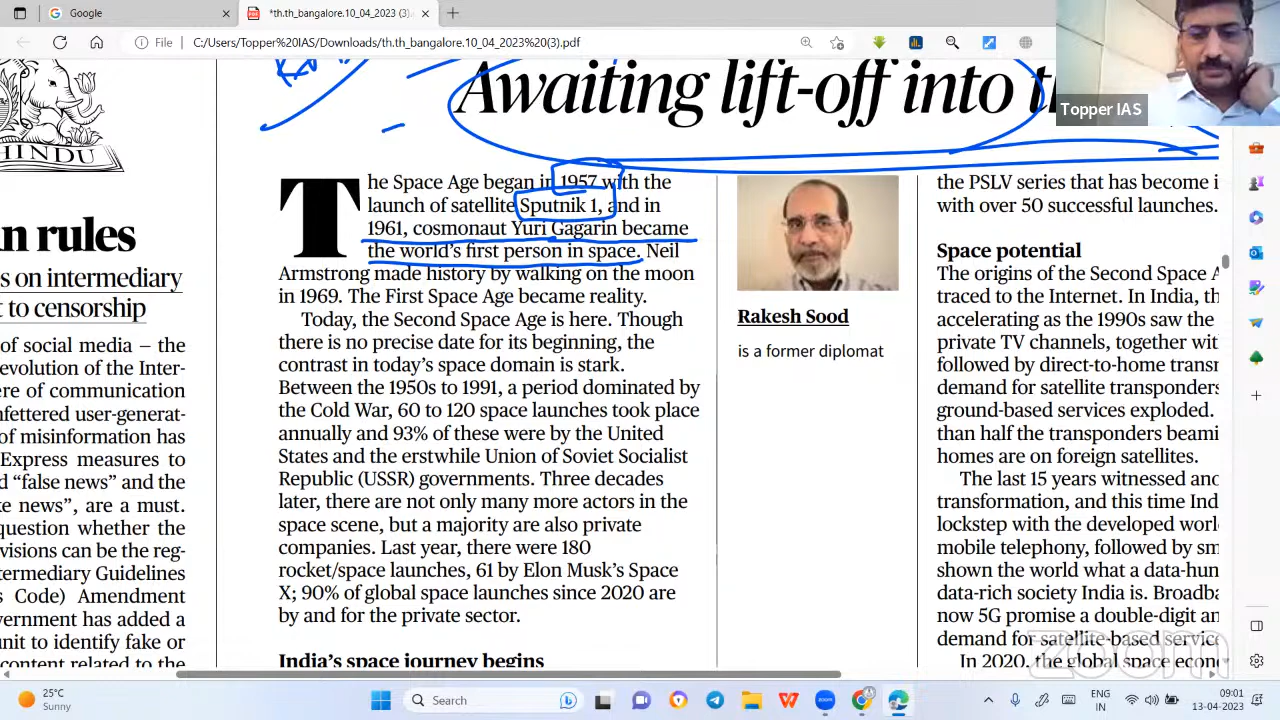 Google
*th.th_bangalore.10_04_2023 (3).pdf
File
C:/Users/Topper%20IAS/Downloads/th.th_bangalore.10_04_2023%20(3).pdf
Topper IAS
Awaiting lift-off into
HINDU
rules
s on intermediary
t to censorship
of social media – the
evolution of the Inter-
ere of communication
nfettered user-generat-
of misinformation has
Express measures to
d “false news” and the
ke news”, are a must.
question whether the
visions can be the reg-
termediary Guidelines
s Code) Amendment
vernment has added a
unit to identify fake or
content related to the
The Space Age began in 1957 with the
launch of satellite Sputnik 1, and in
1961, cosmonaut Yuri Gagarin became
the world’s first person in space. Neil
Armstrong made history by walking on the moon
in 1969. The First Space Age became reality.
Today, the Second Space Age is here. Though
there is no precise date for its beginning, the
contrast in today’s space domain is stark.
Between the 1950s to 1991, a period dominated by
the Cold War, 60 to 120 space launches took place
annually and 93% of these were by the United
States and the erstwhile Union of Soviet Socialist
Republic (USSR) governments. Three decades
later, there are not only many more actors in the
space scene, but a majority are also private
companies. Last year, there were 180
rocket/space launches, 61 by Elon Musk’s Space
X; 90% of global space launches since 2020 are
by and for the private sector.
India’s space journey begins
Rakesh Sood
is a former diplomat
the PSLV series that has become i
with over 50 successful launches.
Space potential
The origins of the Second Space A
traced to the Internet. In India, th
accelerating as the 1990s saw the
private TV channels, together wit
followed by direct-to-home transm
demand for satellite transponders
ground-based services exploded.
than half the transponders beami
homes are on foreign satellites.
The last 15 years witnessed ano
transformation, and this time Ind
lockstep with the developed worl
mobile telephony, followed by sm
shown the world what a data-hun
data-rich society India is. Broadba
now 5G promise a double-digit an
demand for satellite-based service
In 2020, the global space econ
zoom
25°C
Sunny
Search
ENG
IN
09:01
13-04-2023